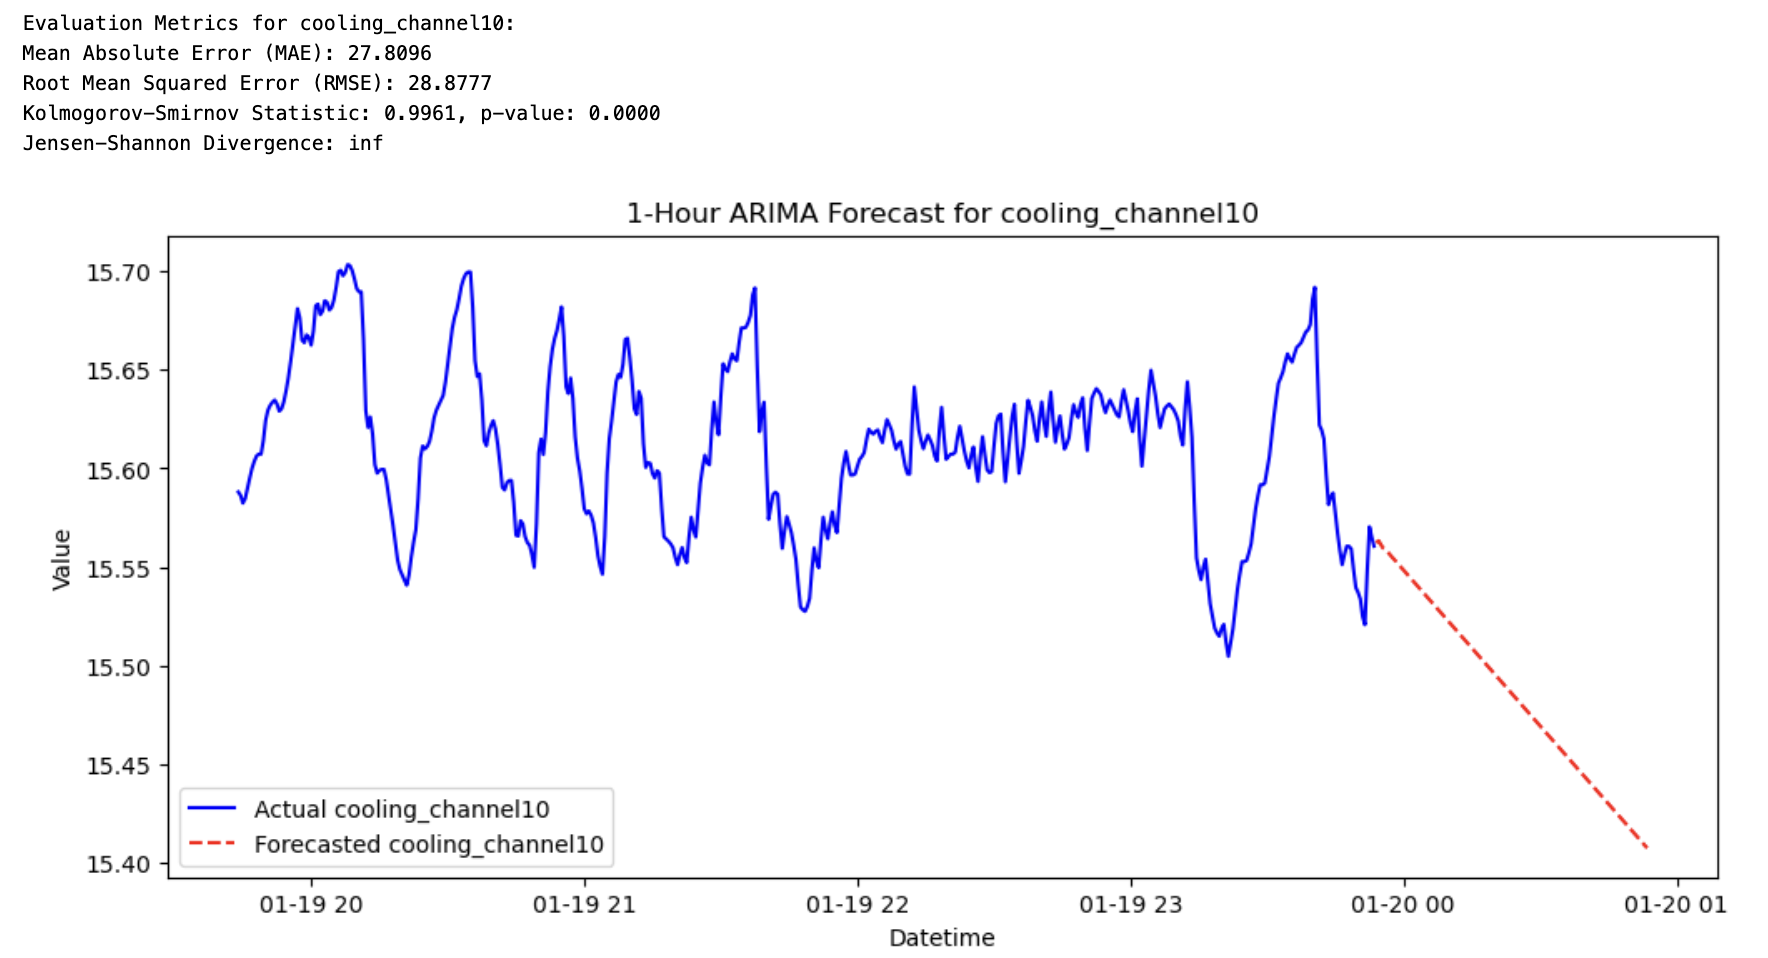 Evaluation Metrics for cooling_channel10:
Mean Absolute Error (MAE): 27.8096
Root Mean Squared Error (RMSE): 28.8777
Kolmogorov-Smirnov Statistic: 0.9961, p-value: 0.0000
Jensen-Shannon Divergence: inf
1-Hour ARIMA Forecast for cooling_channel10
15.70
15.65
15.60
15.55
15.50
15.45
15.40
Value
Actual cooling_channel10
Forecasted cooling_channel10
01-19 20
01-19 21
01-19 22
01-19 23
01-20 00
01-20 01
Datetime